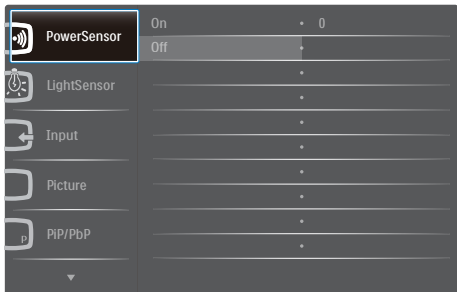 PowerSensor
On • 0
Off •
LightSensor
Input
Picture
P
PiP/PbP